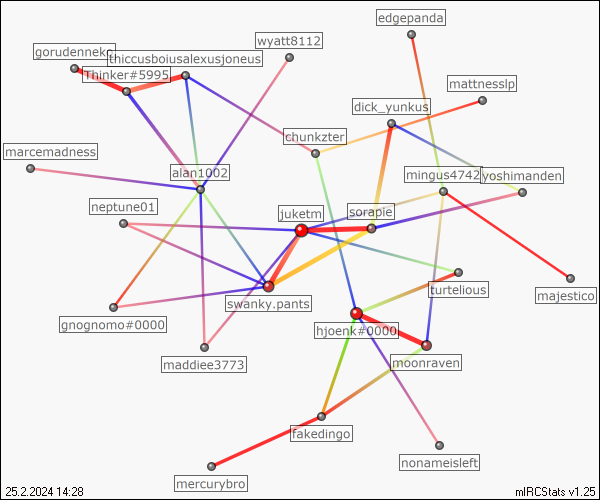 edgepanda
wyatt8112
gorudenneko
thiccusboiusalexusjoneus
Thinker#5995
mattnesslp
dick_yunkus
chunkzter
marcemadness
alan1002
mingus4742
yoshimanden
neptune01
juketm
sorapie
turtelious
majestico
swanky.pants
gnognomo#0000
hjoenk#0000
maddiee3773
moonraven
fakedingo
nonameisleft
mercurybro
25.2.2024 14:28
mIRCStats v1.25